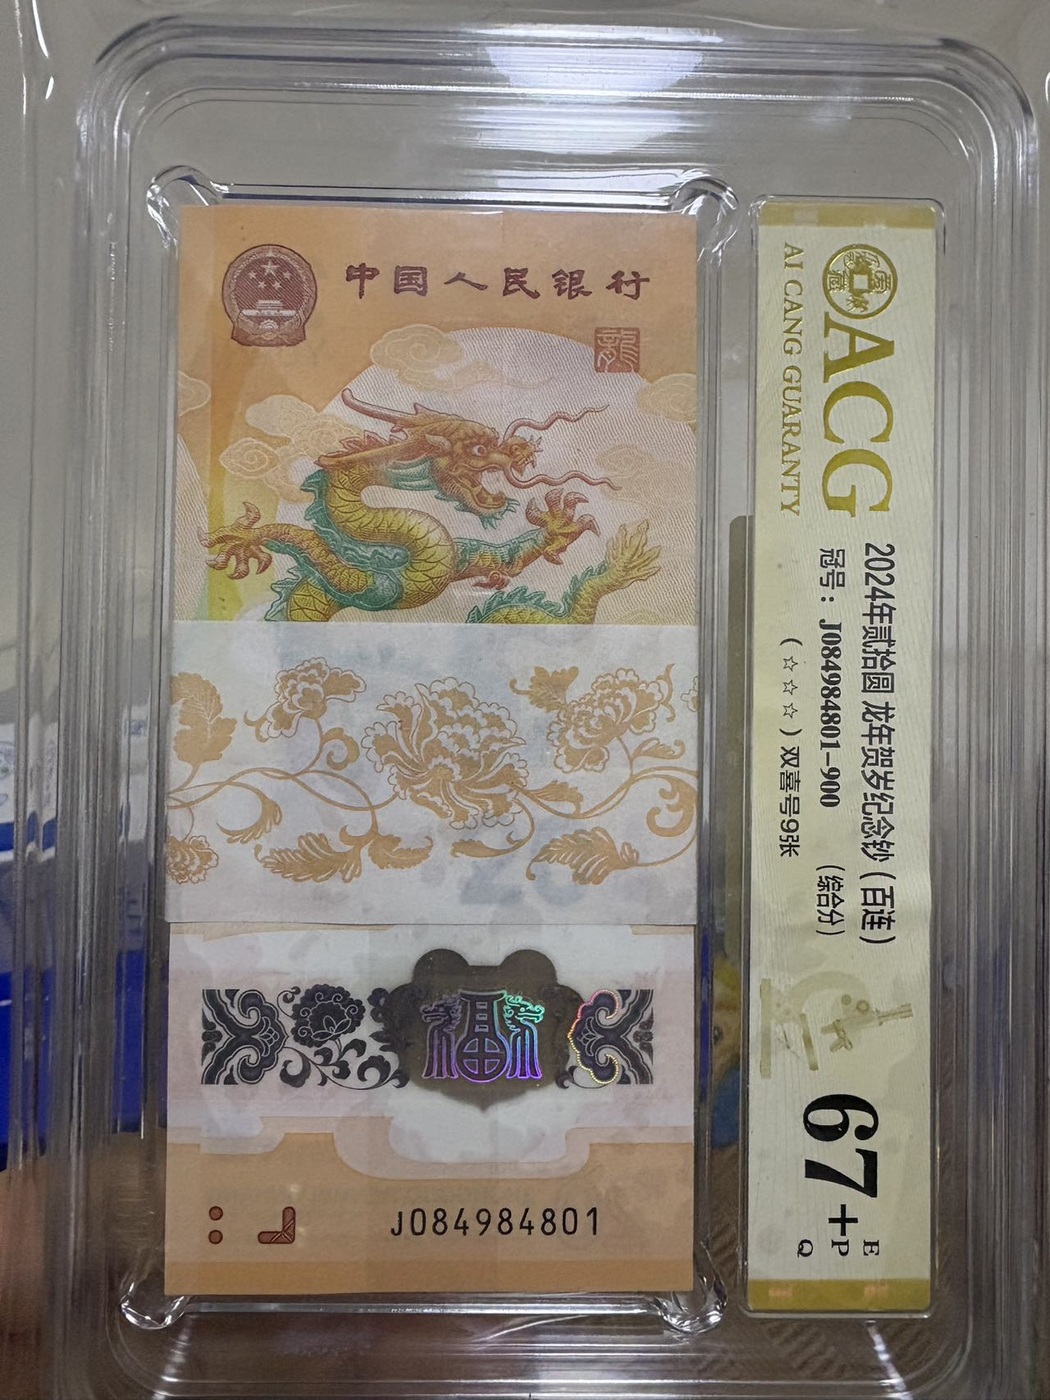 中国人民银行
龍
J084984801
ACG
AI CANG GUARANTY
2024年贰拾圆 龙年贺岁纪念钞（百连）
冠号：J084984801-900 （综合分）
（☆☆☆）双喜号9张
67+
E
P
Q